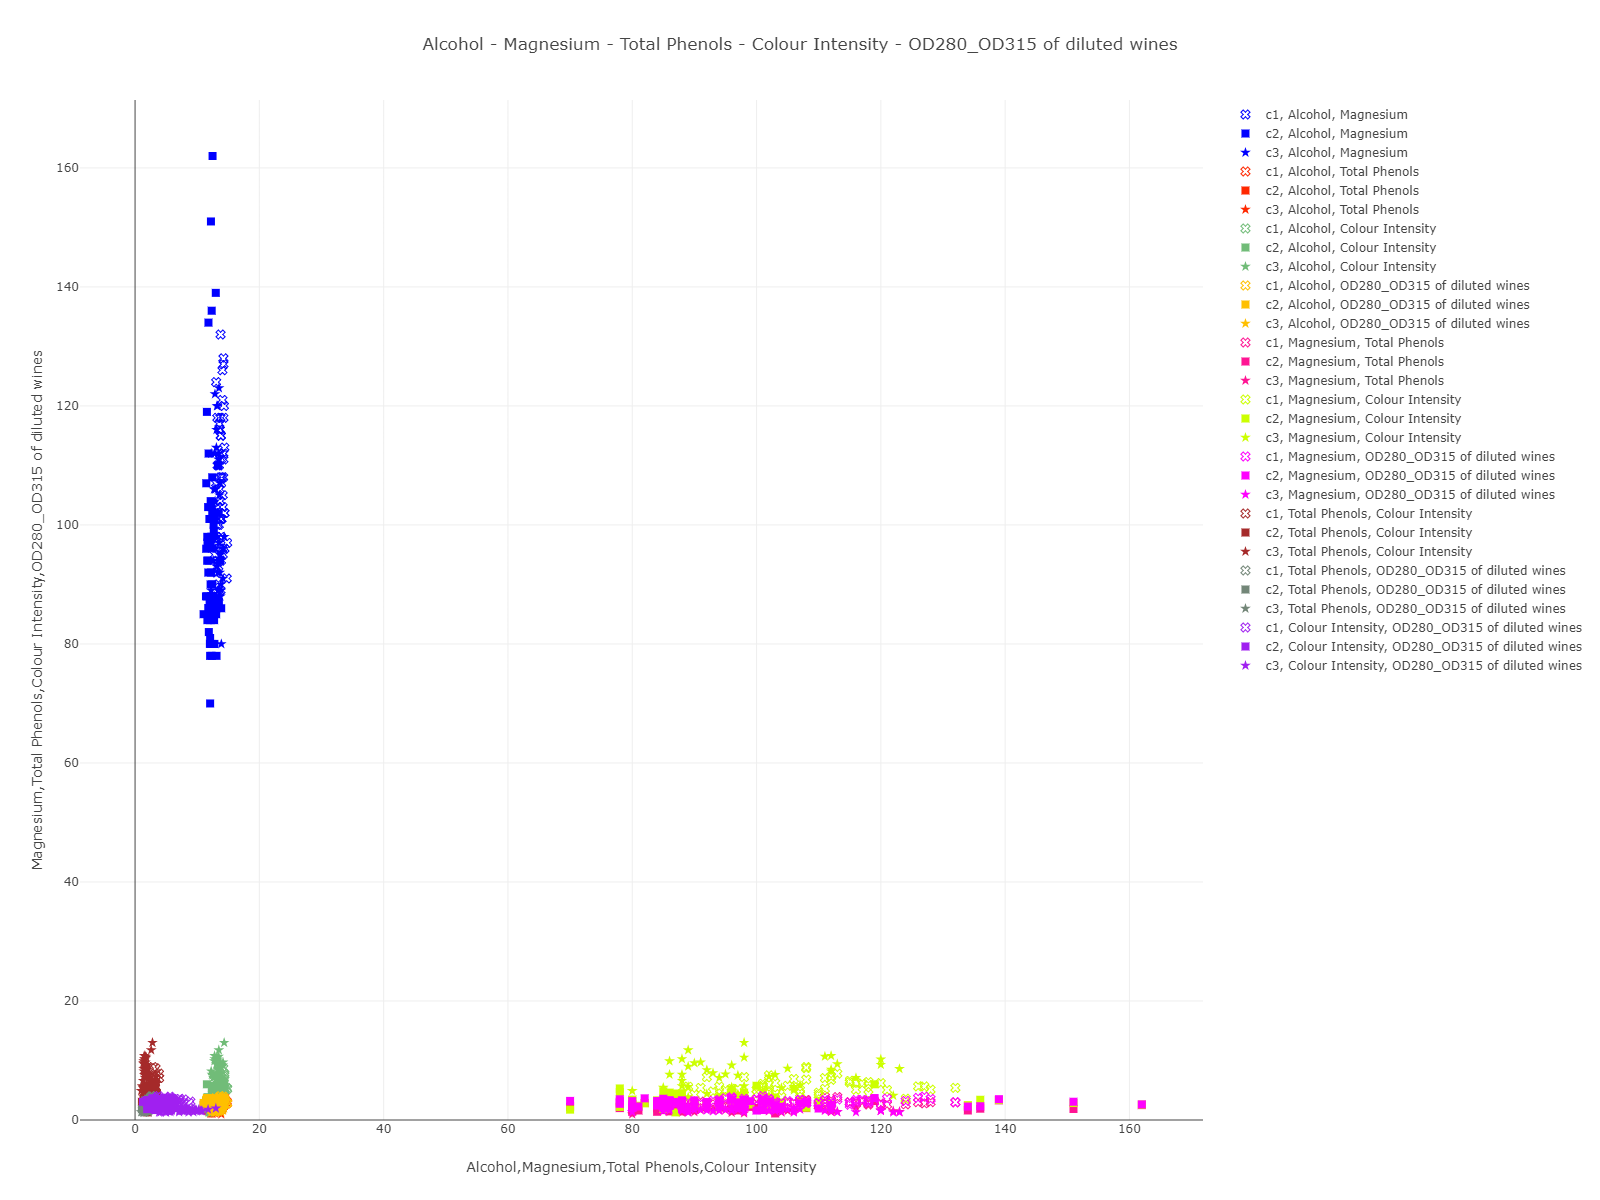 Alcohol - Magnesium - Total Phenols - Colour Intensity - OD280_OD315 of diluted wines
Magnesium,Total Phenols,Colour Intensity,OD280_OD315 of diluted wines
160
140
120
100
80
60
40
20
0
0 20 40 60 80 100 120 140 160
Alcohol,Magnesium,Total Phenols,Colour Intensity
c1, Alcohol, Magnesium
c2, Alcohol, Magnesium
c3, Alcohol, Magnesium
c1, Alcohol, Total Phenols
c2, Alcohol, Total Phenols
c3, Alcohol, Total Phenols
c1, Alcohol, Colour Intensity
c2, Alcohol, Colour Intensity
c3, Alcohol, Colour Intensity
c1, Alcohol, OD280_OD315 of diluted wines
c2, Alcohol, OD280_OD315 of diluted wines
c3, Alcohol, OD280_OD315 of diluted wines
c1, Magnesium, Total Phenols
c2, Magnesium, Total Phenols
c3, Magnesium, Total Phenols
c1, Magnesium, Colour Intensity
c2, Magnesium, Colour Intensity
c3, Magnesium, Colour Intensity
c1, Magnesium, OD280_OD315 of diluted wines
c2, Magnesium, OD280_OD315 of diluted wines
c3, Magnesium, OD280_OD315 of diluted wines
c1, Total Phenols, Colour Intensity
c2, Total Phenols, Colour Intensity
c3, Total Phenols, Colour Intensity
c1, Total Phenols, OD280_OD315 of diluted wines
c2, Total Phenols, OD280_OD315 of diluted wines
c3, Total Phenols, OD280_OD315 of diluted wines
c1, Colour Intensity, OD280_OD315 of diluted wines
c2, Colour Intensity, OD280_OD315 of diluted wines
c3, Colour Intensity, OD280_OD315 of diluted wines